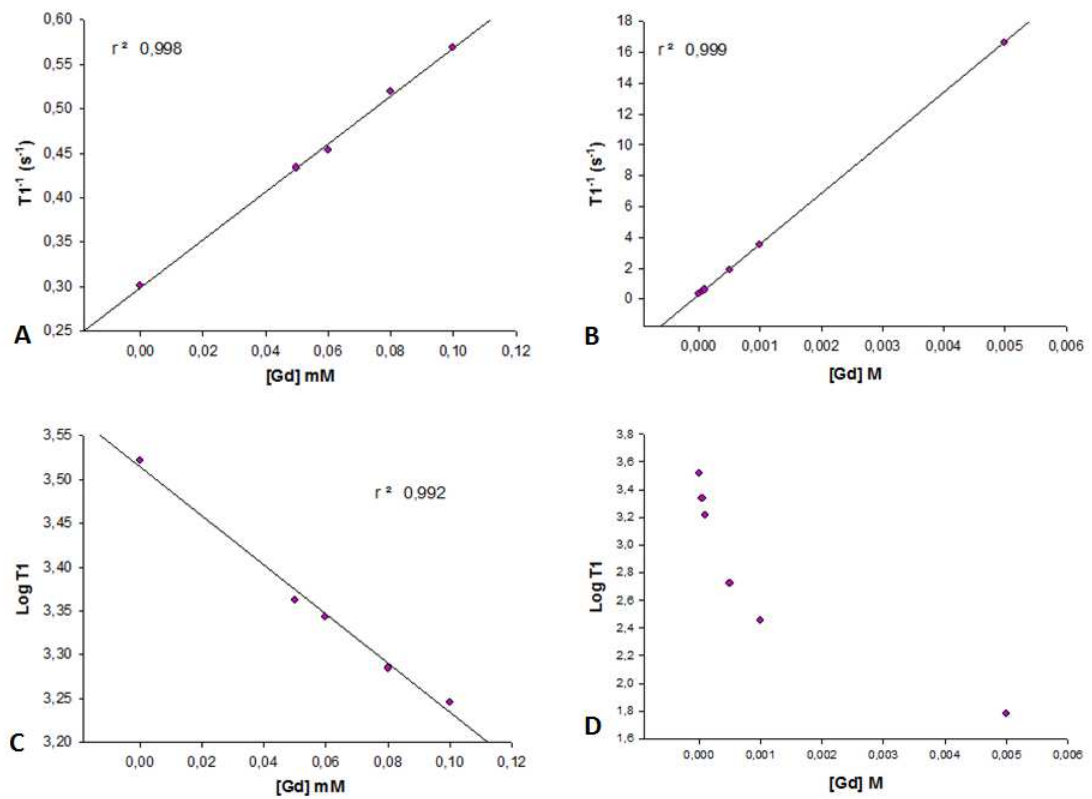 r² 0,998
0,60
0,55
0,50
0,45
0,40
0,35
0,30
0,25
T1⁻¹ (s⁻¹)
0,00 0,02 0,04 0,06 0,08 0,10 0,12
[Gd] mM
A
r² 0,999
18
16
14
12
10
8
6
4
2
0
T1⁻¹ (s⁻¹)
0,000 0,001 0,002 0,003 0,004 0,005 0,006
[Gd] M
B
r² 0,992
3,55
3,50
3,45
3,40
3,35
3,30
3,25
3,20
Log T1
0,00 0,02 0,04 0,06 0,08 0,10 0,12
[Gd] mM
C
3,8
3,6
3,4
3,2
3,0
2,8
2,6
2,4
2,2
2,0
1,8
1,6
Log T1
0,000 0,001 0,002 0,003 0,004 0,005 0,006
[Gd] M
D